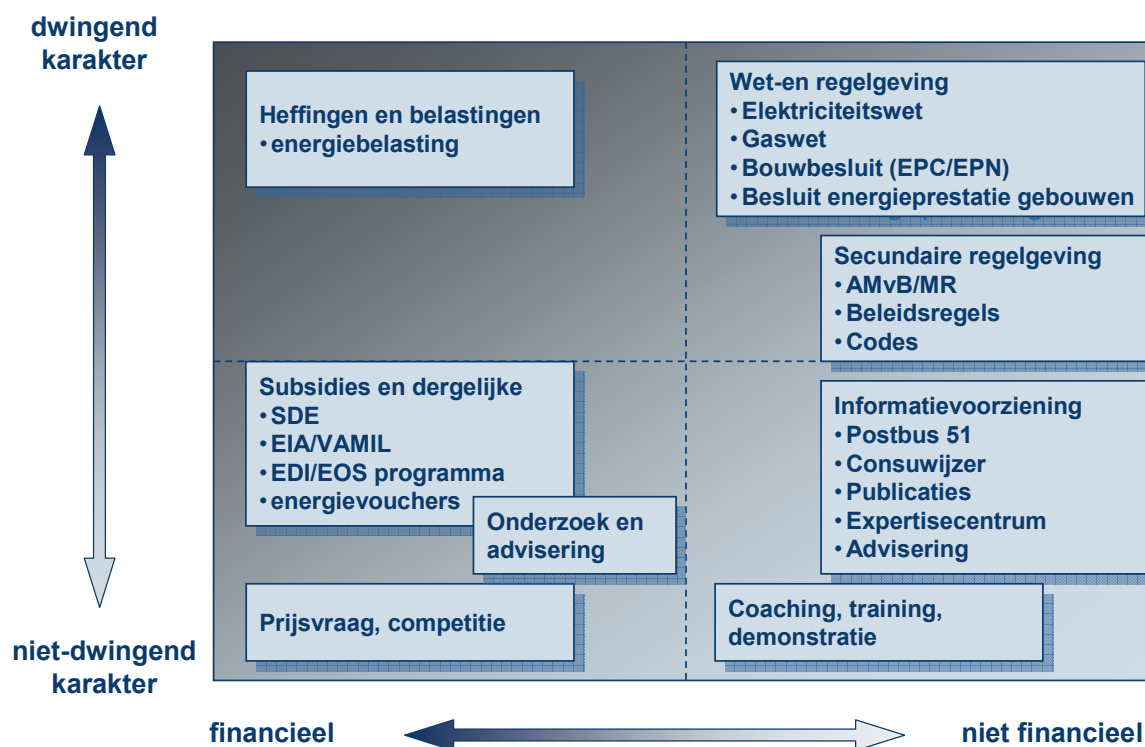 dwingend
karakter
Heffingen en belastingen
• energiebelasting
Wet-en regelgeving
• Elektriciteitswet
• Gaswet
• Bouwbesluit (EPC/EPN)
• Besluit energieprestatie gebouwen
Secundaire regelgeving
• AMvB/MR
• Beleidsregels
• Codes
Subsidies en dergelijke
• SDE
• EIA/VAMIL
• EDI/EOS programma
• energievouchers
Onderzoek en
advisering
Informatievoorziening
• Postbus 51
• Consuwijzer
• Publicaties
• Expertisecentrum
• Advisering
Prijsvraag, competitie
Coaching, training,
demonstratie
niet-dwingend
karakter
financieel
niet financieel